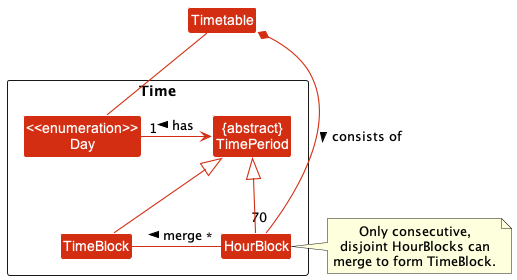 Timetable
Time
<<enumeration>>
Day
1
has
{abstract}
TimePeriod
consists of
70
TimeBlock
merge *
HourBlock
Only consecutive,
disjoint HourBlocks can
merge to form TimeBlock.